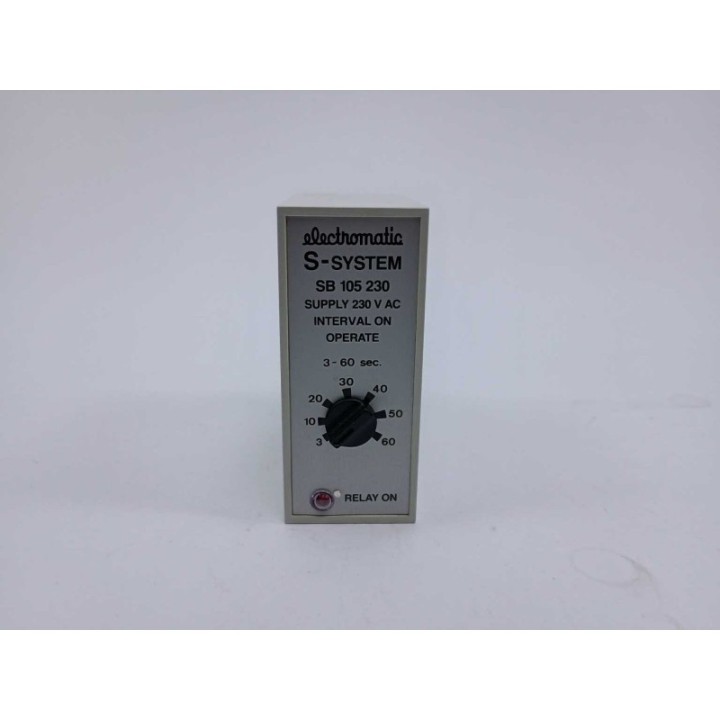 electromatic
S-SYSTEM
SB 105 230
SUPPLY 230 V AC
INTERVAL ON
OPERATE
3-60 sec.
30
20 40
10 50
3 60
RELAY ON